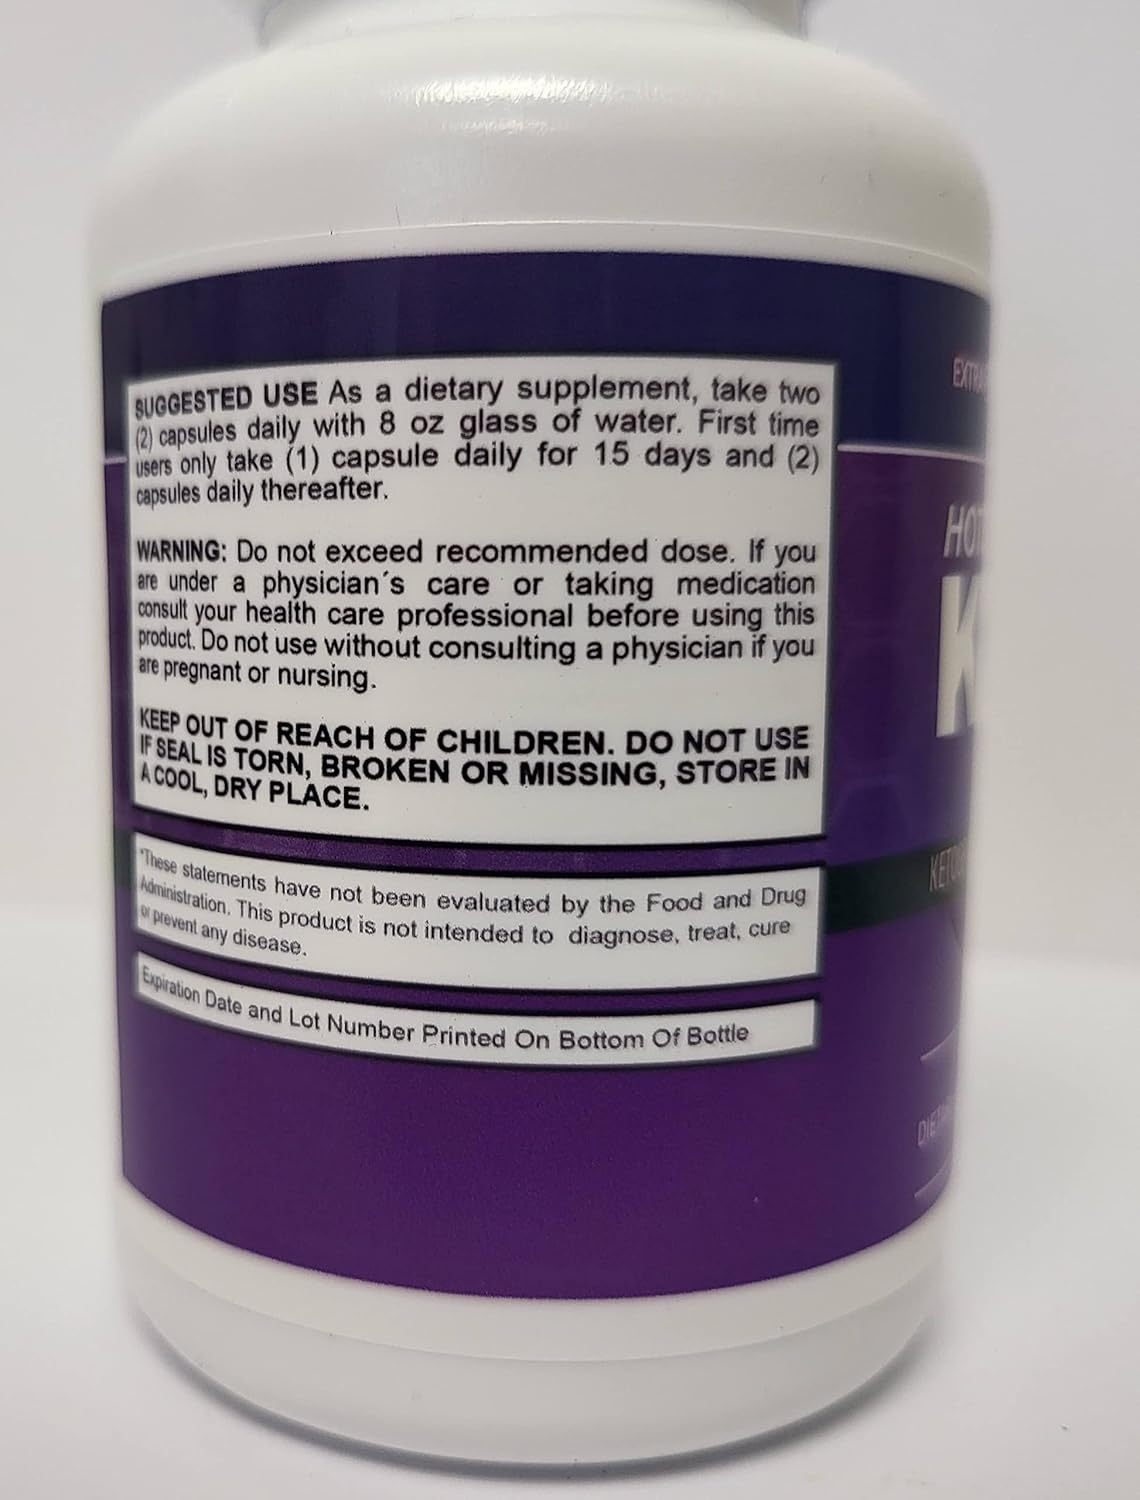 SUGGESTED USE As a dietary supplement, take two
(2) capsules daily with 8 oz glass of water. First time
users only take (1) capsule daily for 15 days and (2)
capsules daily thereafter.
WARNING: Do not exceed recommended dose. If you
are under a physician´s care or taking medication
consult your health care professional before using this
product. Do not use without consulting a physician if you
are pregnant or nursing.
KEEP OUT OF REACH OF CHILDREN. DO NOT USE
IF SEAL IS TORN, BROKEN OR MISSING, STORE IN
A COOL, DRY PLACE.
*These statements have not been evaluated by the Food and Drug
Administration. This product is not intended to diagnose, treat, cure
or prevent any disease.
Expiration Date and Lot Number Printed On Bottom Of Bottle
HOT
K